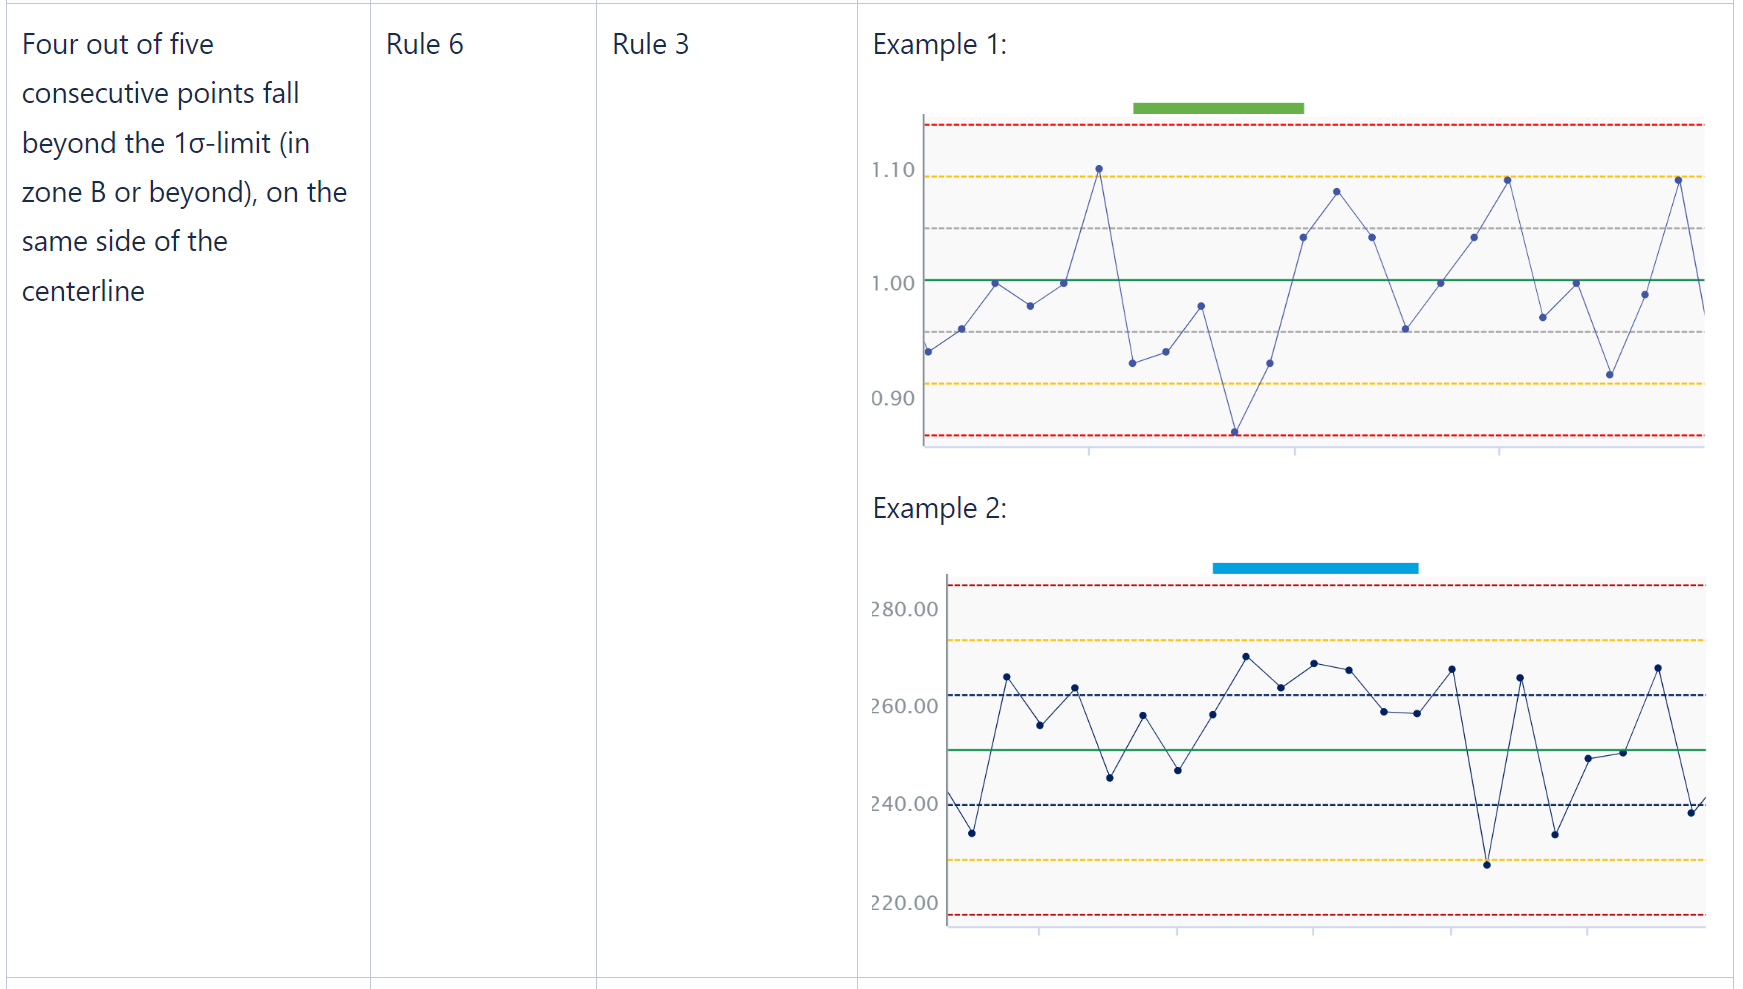 Four out of five
consecutive points fall
beyond the 1σ-limit (in
zone B or beyond), on the
same side of the
centerline
Rule 6
Rule 3
Example 1:
1.10
1.00
0.90
Example 2:
280.00
260.00
240.00
220.00